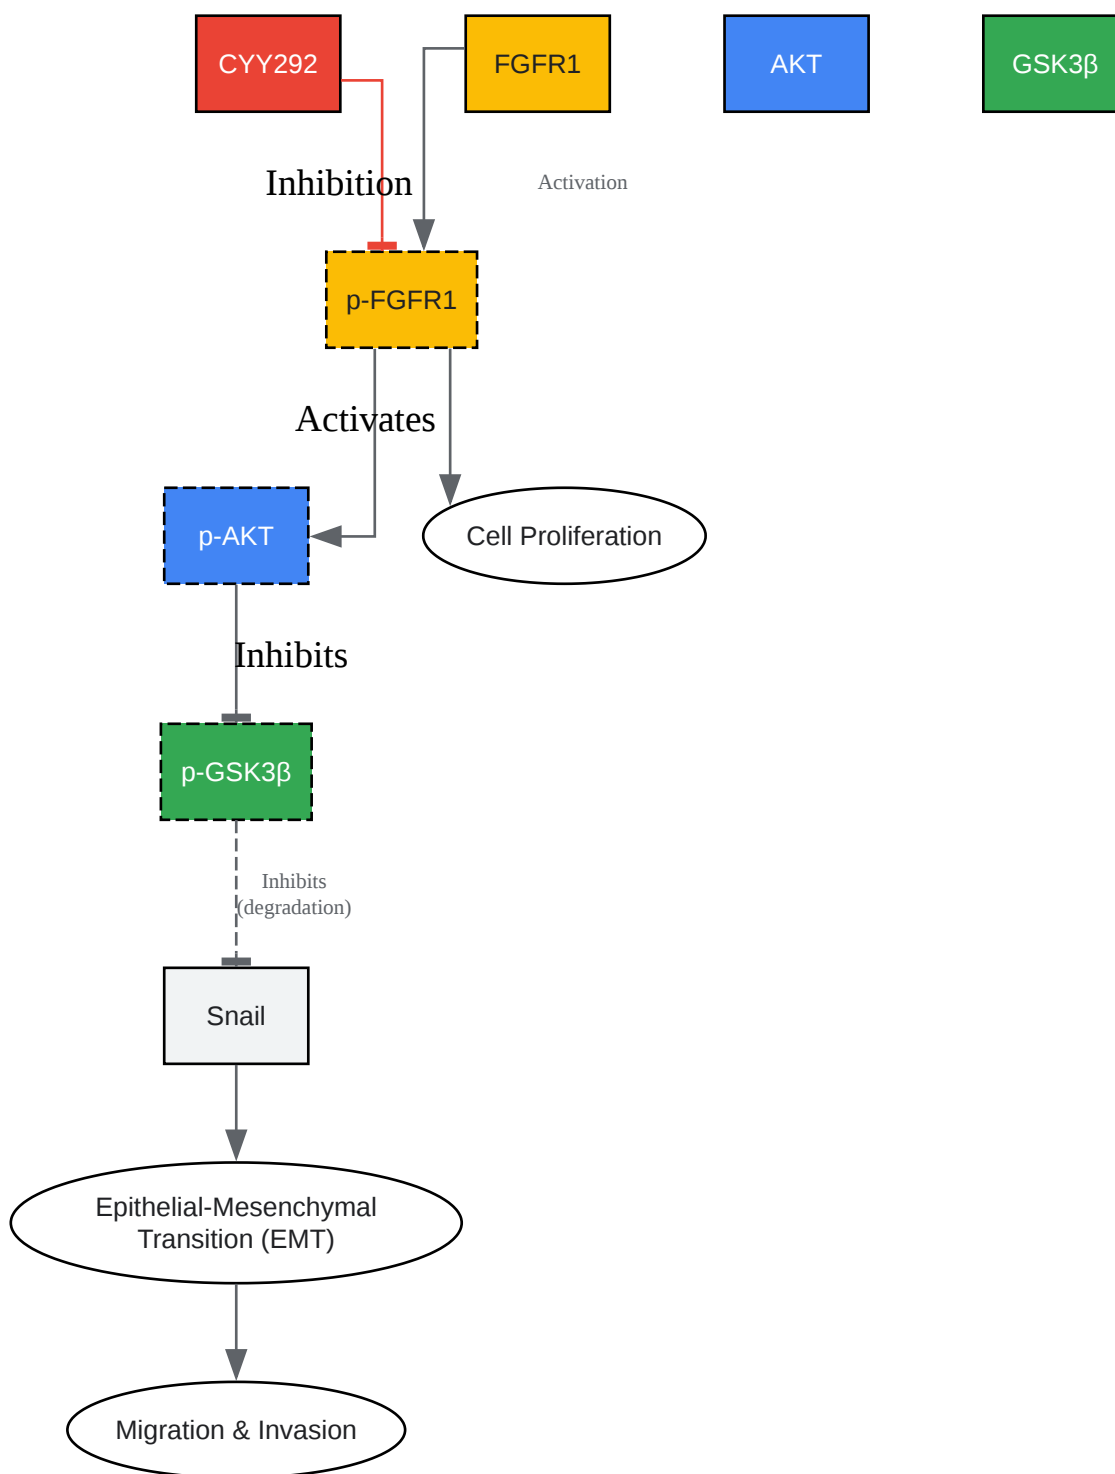 CYY292
FGFR1
AKT
GSK3β
Inhibition
Activation
p-FGFR1
Activates
p-AKT
Cell Proliferation
Inhibits
p-GSK3β
Inhibits
(degradation)
Snail
Epithelial-Mesenchymal
Transition (EMT)
Migration & Invasion